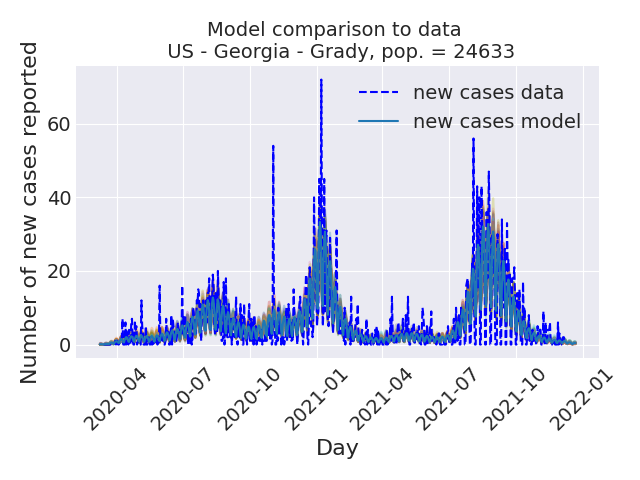 Model comparison to data
US - Georgia - Grady, pop. = 24633
Number of new cases reported
60
40
20
0
new cases data
new cases model
2020-04
2020-07
2020-10
2021-01
2021-04
2021-07
2021-10
2022-01
Day